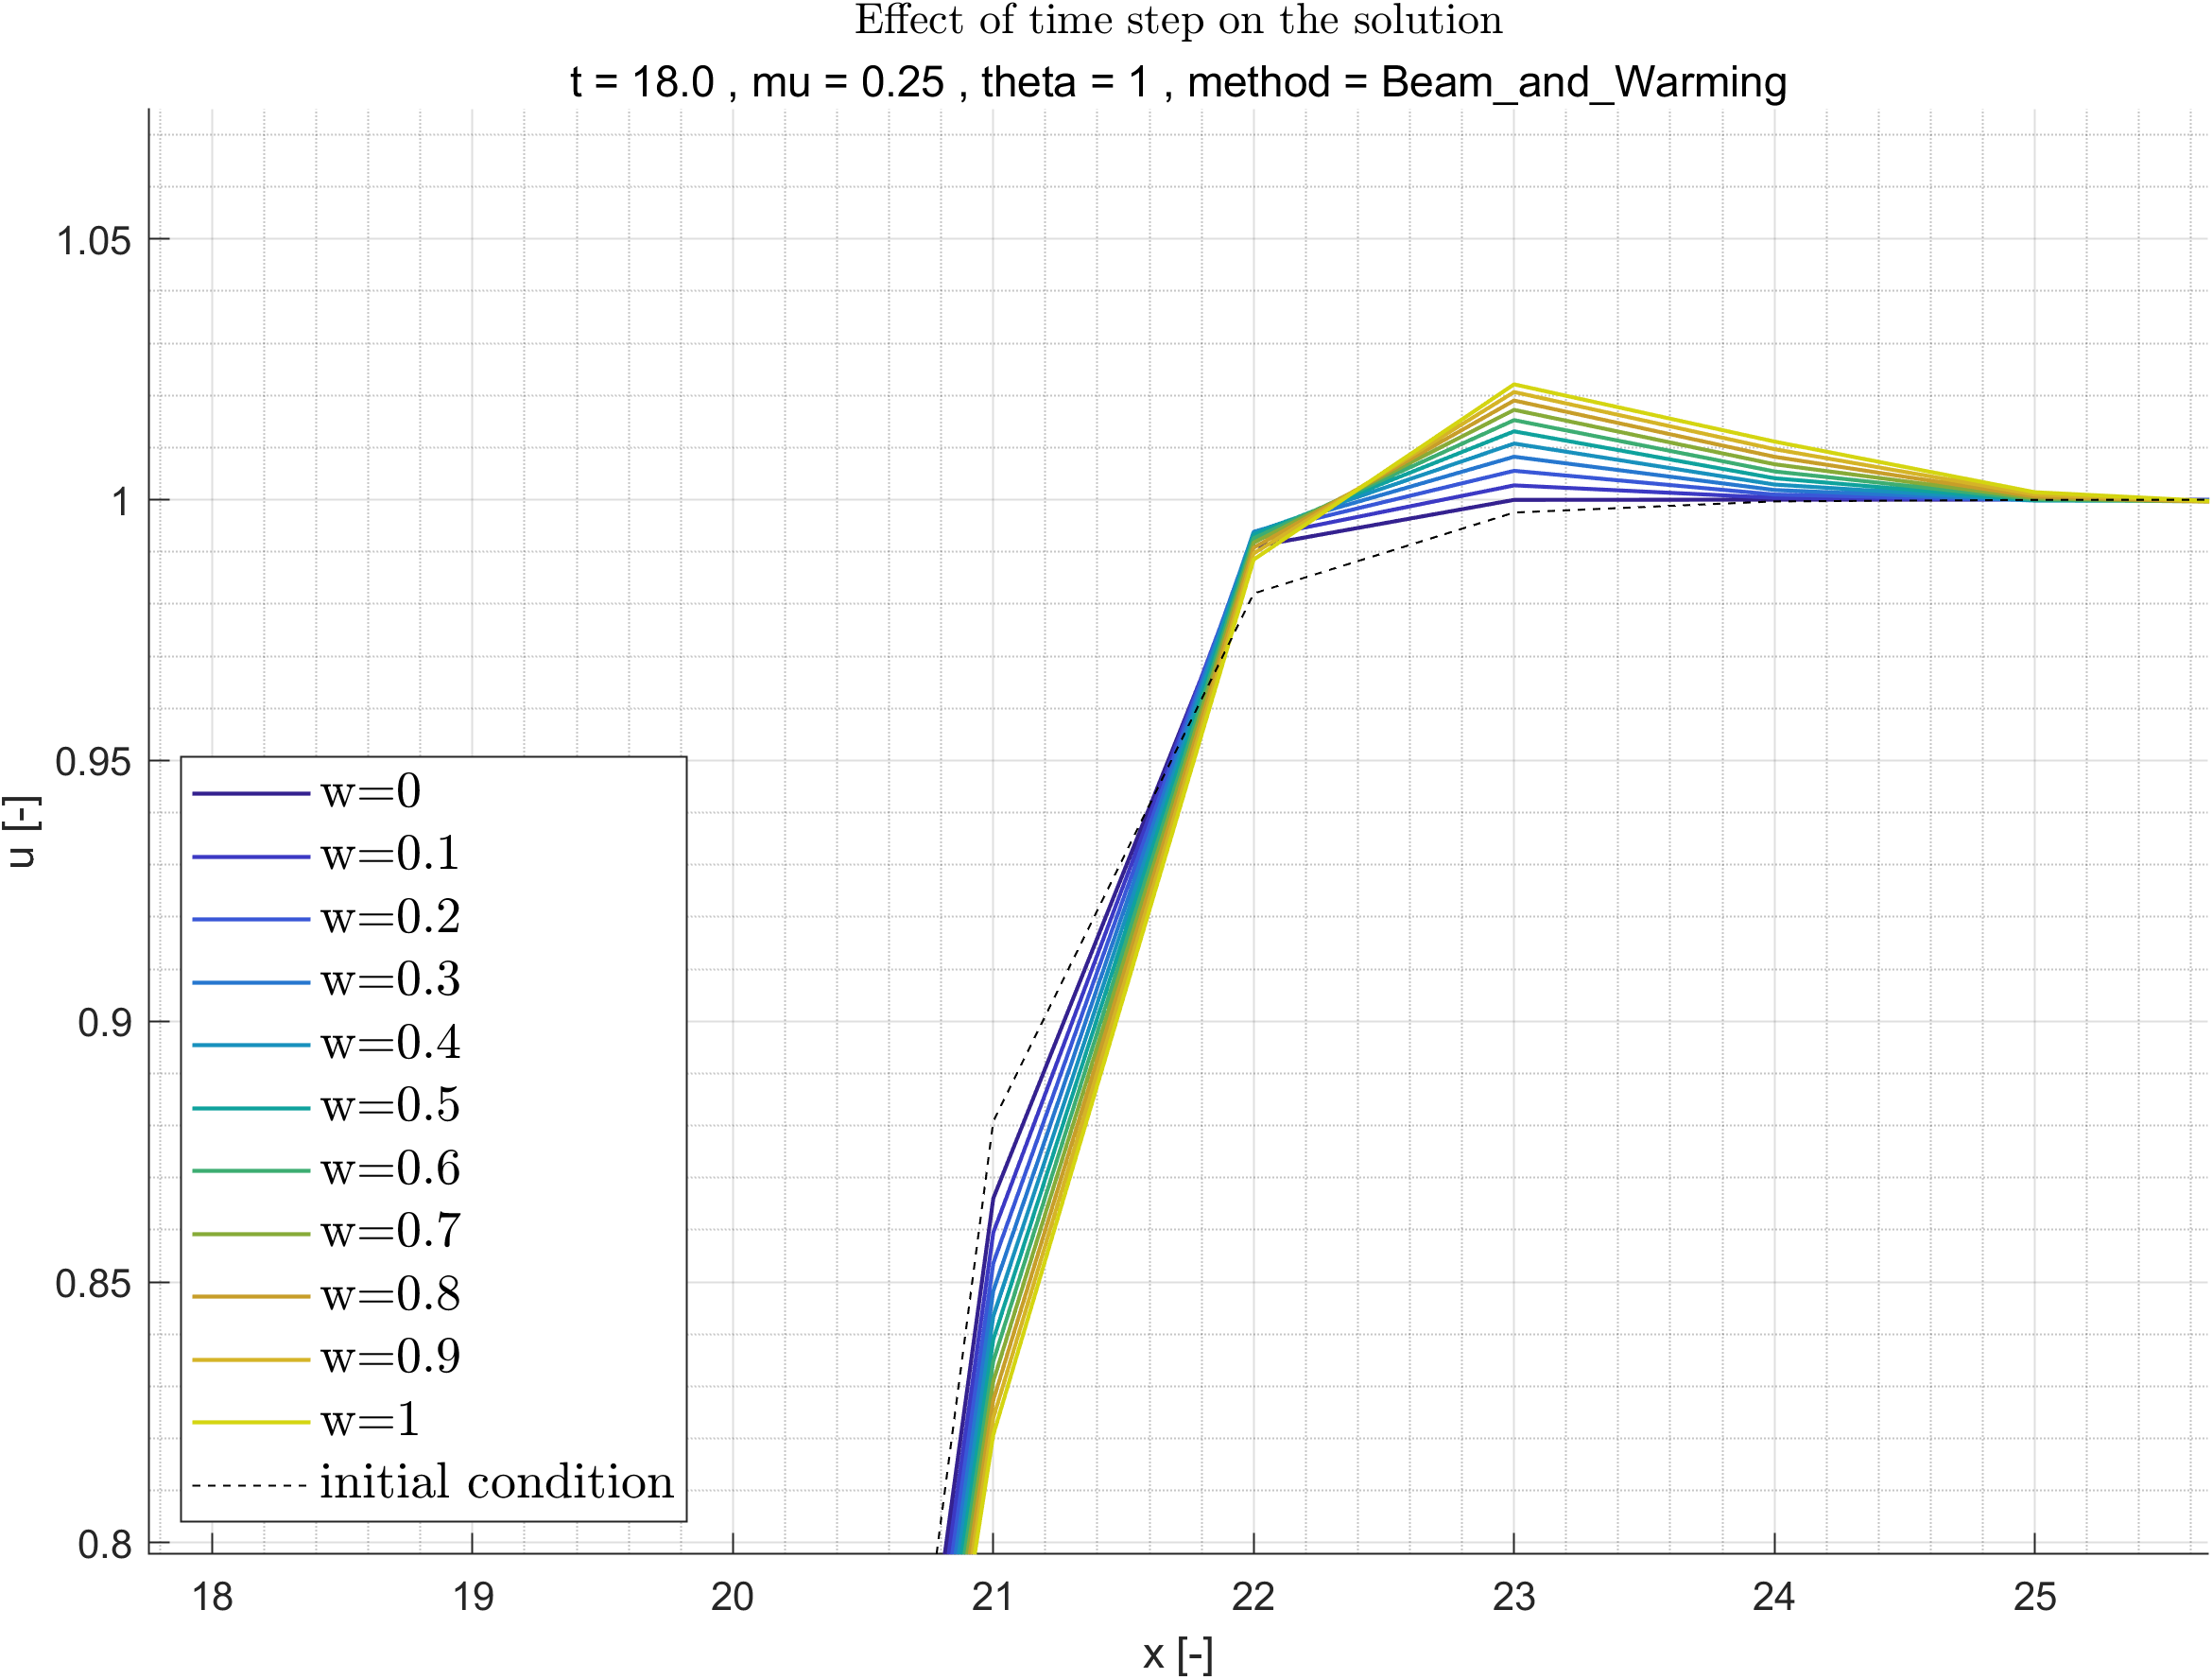 Effect of time step on the solution
t = 18.0 , mu = 0.25 , theta = 1 , method = Beam_and_Warming
1.05
1
0.95
0.9
0.85
0.8
u [-]
w=0
w=0.1
w=0.2
w=0.3
w=0.4
w=0.5
w=0.6
w=0.7
w=0.8
w=0.9
w=1
initial condition
18 19 20 21 22 23 24 25
x [-]